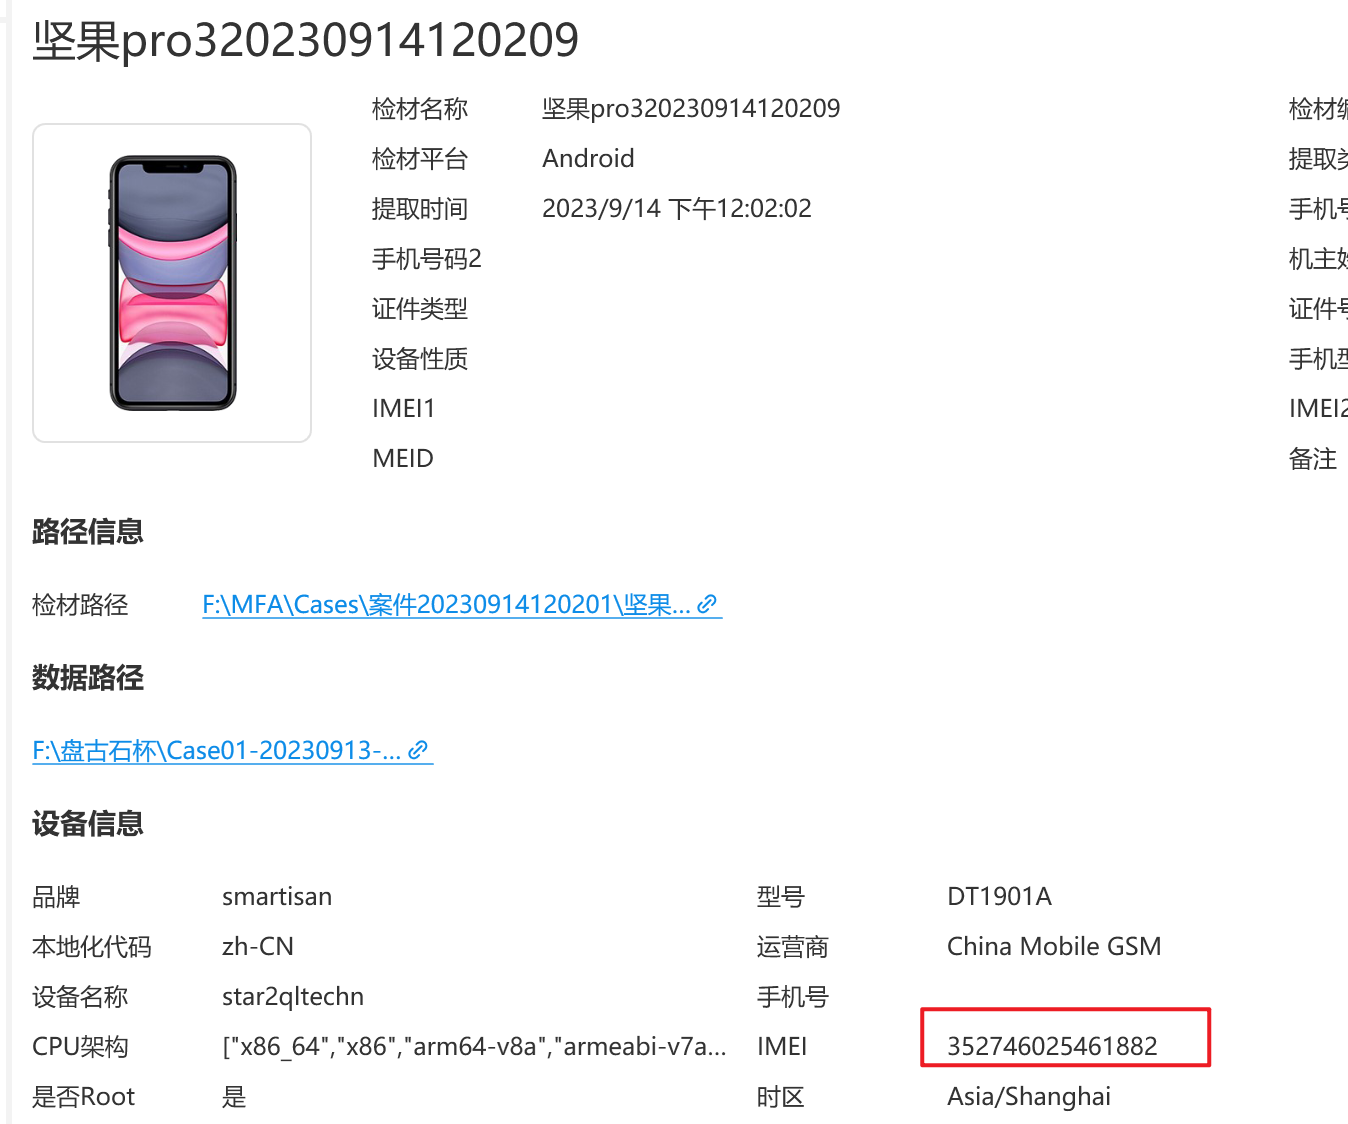 坚果pro320230914120209
检材名称 坚果pro320230914120209 检材
检材平台 Android 提取
提取时间 2023/9/14 下午12:02:02 手机
手机号码2 机主
证件类型 证件
设备性质 手机
IMEI1 IMEI2
MEID 备注
路径信息
检材路径 F:\MFA\Cases\案件20230914120201\坚果...
数据路径
F:\盘古石杯\Case01-20230913-...
设备信息
品牌 smartisan 型号 DT1901A
本地化代码 zh-CN 运营商 China Mobile GSM
设备名称 star2qltechn 手机号
CPU架构 ["x86_64","x86","arm64-v8a","armeabi-v7a... IMEI 352746025461882
是否Root 是 时区 Asia/Shanghai